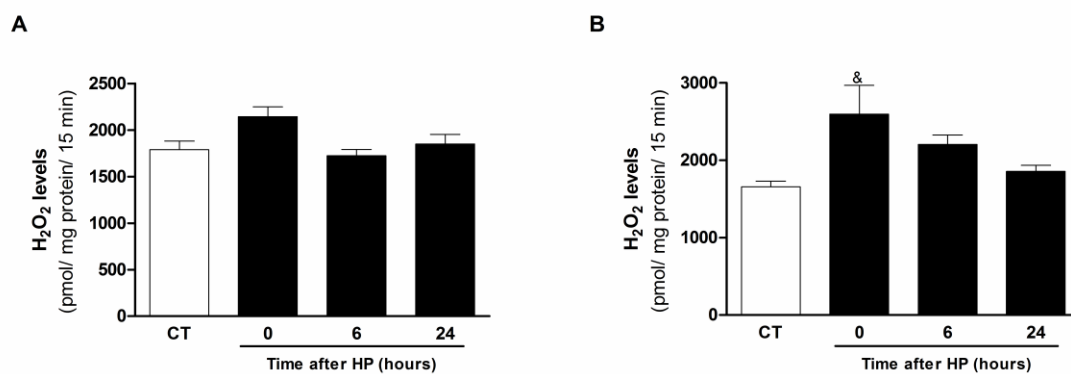 A
H₂O₂ levels
(pmol/ mg protein/ 15 min)
2500
2000
1500
1000
500
0
CT
0
6
24
Time after HP (hours)
B
H₂O₂ levels
(pmol/ mg protein/ 15 min)
3000
2000
1000
0
&
CT
0
6
24
Time after HP (hours)